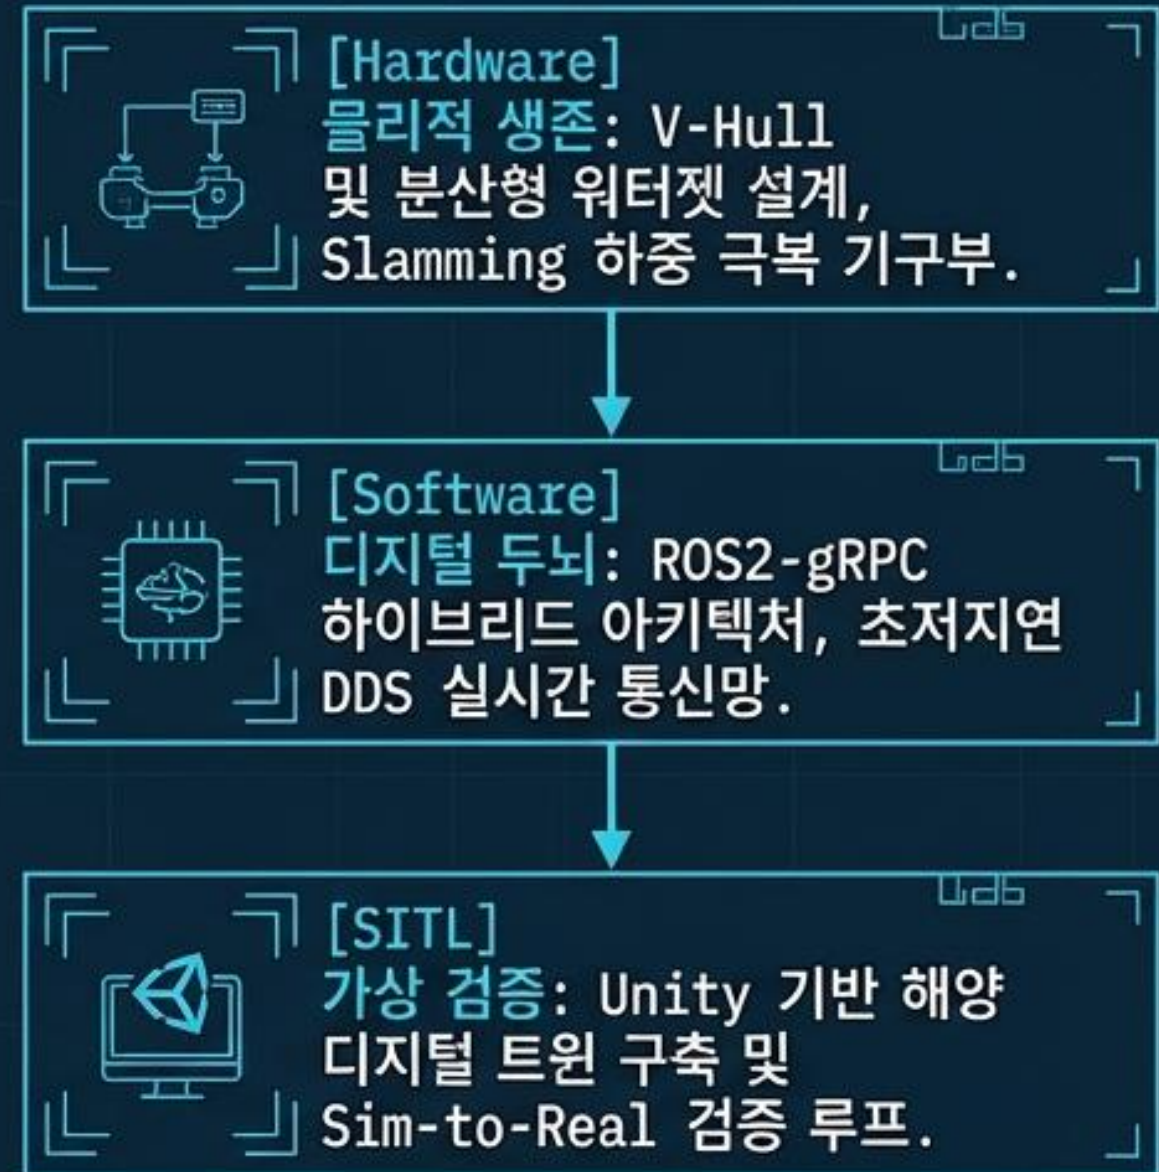 [Hardware]
믈리적 생존: V-Hull
및 분산형 워터젯 설계,
Slamming 하중 극복 기구부.
[Software]
디지털 두뇌: ROS2-gRPC
하이브리드 아키텍처, 초저지연
DDS 실시간 통신망.
[SITL]
가상 검증: Unity 기반 해양
디지털 트윈 구축 및
Sim-to-Real 검증 루프.